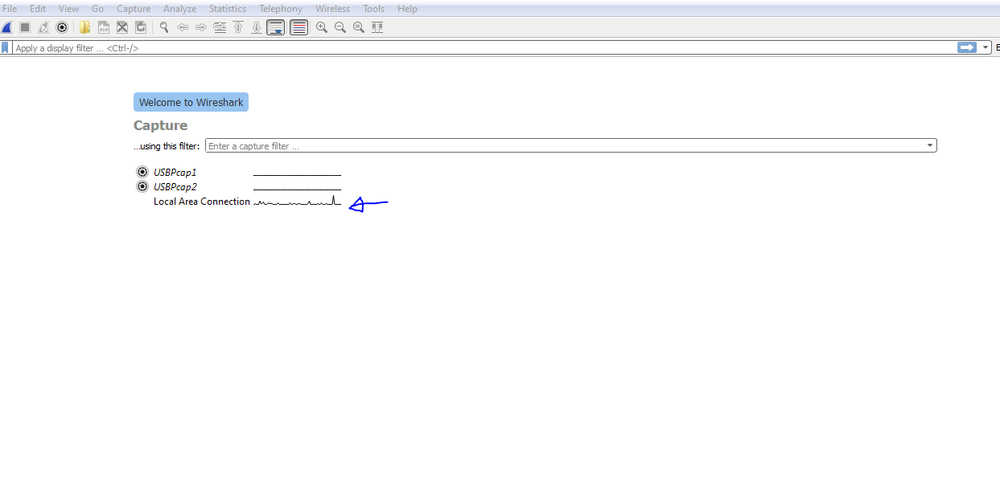 File Edit View Go Capture Analyze Statistics Telephony Wireless Tools Help
Apply a display filter ... <Ctrl-/>
Welcome to Wireshark
Capture
...using this filter: Enter a capture filter ...
USBPcap1
USBPcap2
Local Area Connection